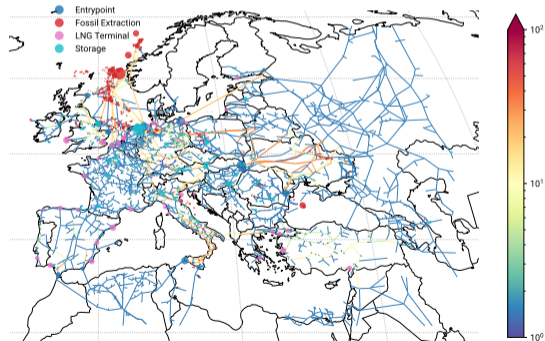 Entrypoint
Fossil Extraction
LNG Terminal
Storage
10²
10¹
10⁰